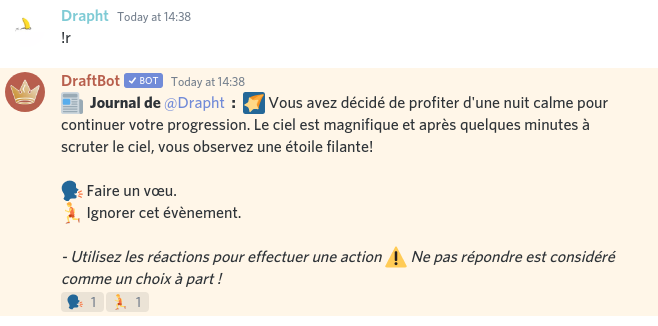 Drapht Today at 14:38
!r
DraftBot ✔ BOT Today at 14:38
📰 Journal de @Drapht : 🌠 Vous avez décidé de profiter d'une nuit calme pour
continuer votre progression. Le ciel est magnifique et après quelques minutes à
scruter le ciel, vous observez une étoile filante!
🗣 Faire un vœu.
🏃 Ignorer cet évènement.
- Utilisez les réactions pour effectuer une action ⚠ Ne pas répondre est considéré
comme un choix à part !
🗣 1 🏃 1